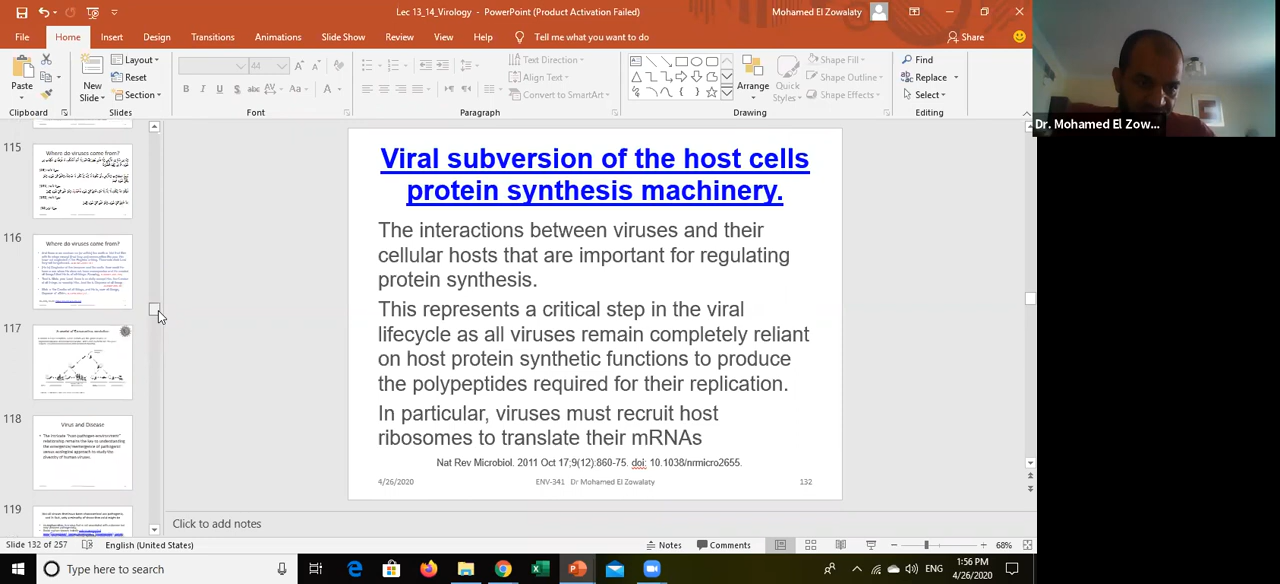 Lec 13_14_Virology - PowerPoint (Product Activation Failed)
Mohamed El Zowalaty
File
Home
Insert
Design
Transitions
Animations
Slide Show
Review
View
Help
Tell me what you want to do
Share
Paste
Clipboard
New
Slide
Layout
Reset
Section
Slides
44
Font
Text Direction
Align Text
Convert to SmartArt
Paragraph
Arrange
Quick
Styles
Shape Fill
Shape Outline
Shape Effects
Drawing
Find
Replace
Select
Editing
Dr. Mohamed El Zow...
115
Where do viruses come from?
116
Where do viruses come from?
117
118
Virus and Disease
119
Viral subversion of the host cells
protein synthesis machinery.
The interactions between viruses and their
cellular hosts that are important for regulating
protein synthesis.
This represents a critical step in the viral
lifecycle as all viruses remain completely reliant
on host protein synthetic functions to produce
the polypeptides required for their replication.
In particular, viruses must recruit host
ribosomes to translate their mRNAs
Nat Rev Microbiol. 2011 Oct 17;9(12):860-75. doi: 10.1038/nrmicro2655.
4/26/2020
ENV-341 Dr Mohamed El Zowalaty
132
Click to add notes
Slide 132 of 257
English (United States)
Notes
Comments
68%
Type here to search
ENG
1:56 PM
4/26/2020